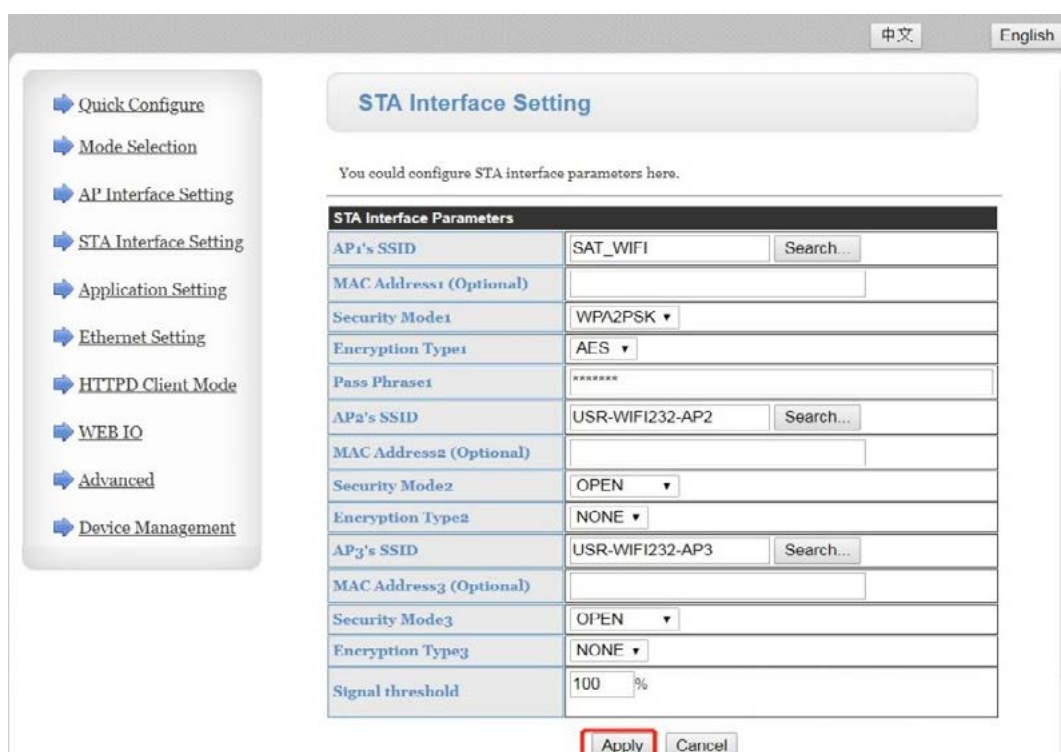 中文 English
Quick Configure
Mode Selection
AP Interface Setting
STA Interface Setting
Application Setting
Ethernet Setting
HTTPD Client Mode
WEB IO
Advanced
Device Management
STA Interface Setting
You could configure STA interface parameters here.
STA Interface Parameters
AP1's SSID SAT_WIFI Search...
MAC Address1 (Optional)
Security Mode1 WPA2PSK
Encryption Type1 AES
Pass Phrase1 *******
AP2's SSID USR-WIFI232-AP2 Search...
MAC Address2 (Optional)
Security Mode2 OPEN
Encryption Type2 NONE
AP3's SSID USR-WIFI232-AP3 Search...
MAC Address3 (Optional)
Security Mode3 OPEN
Encryption Type3 NONE
Signal threshold 100 %
Apply Cancel